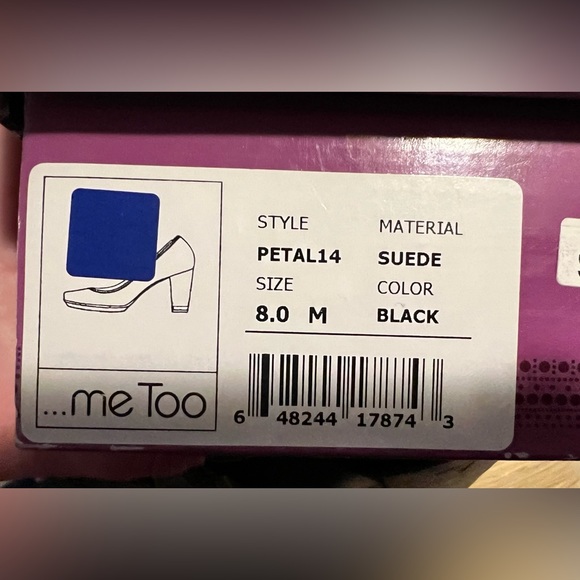 STYLE MATERIAL
PETAL14 SUEDE
SIZE COLOR
8.0 M BLACK
...me Too
6 48244 17874 3